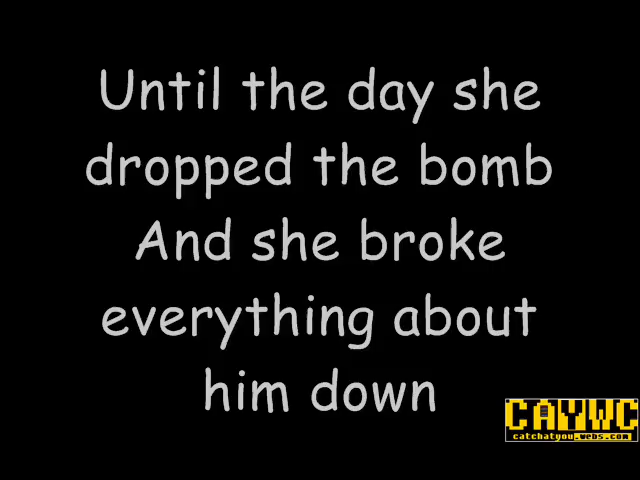 Until the day she
dropped the bomb
And she broke
everything about
him down
CAYWC
catchatyou.webs.com